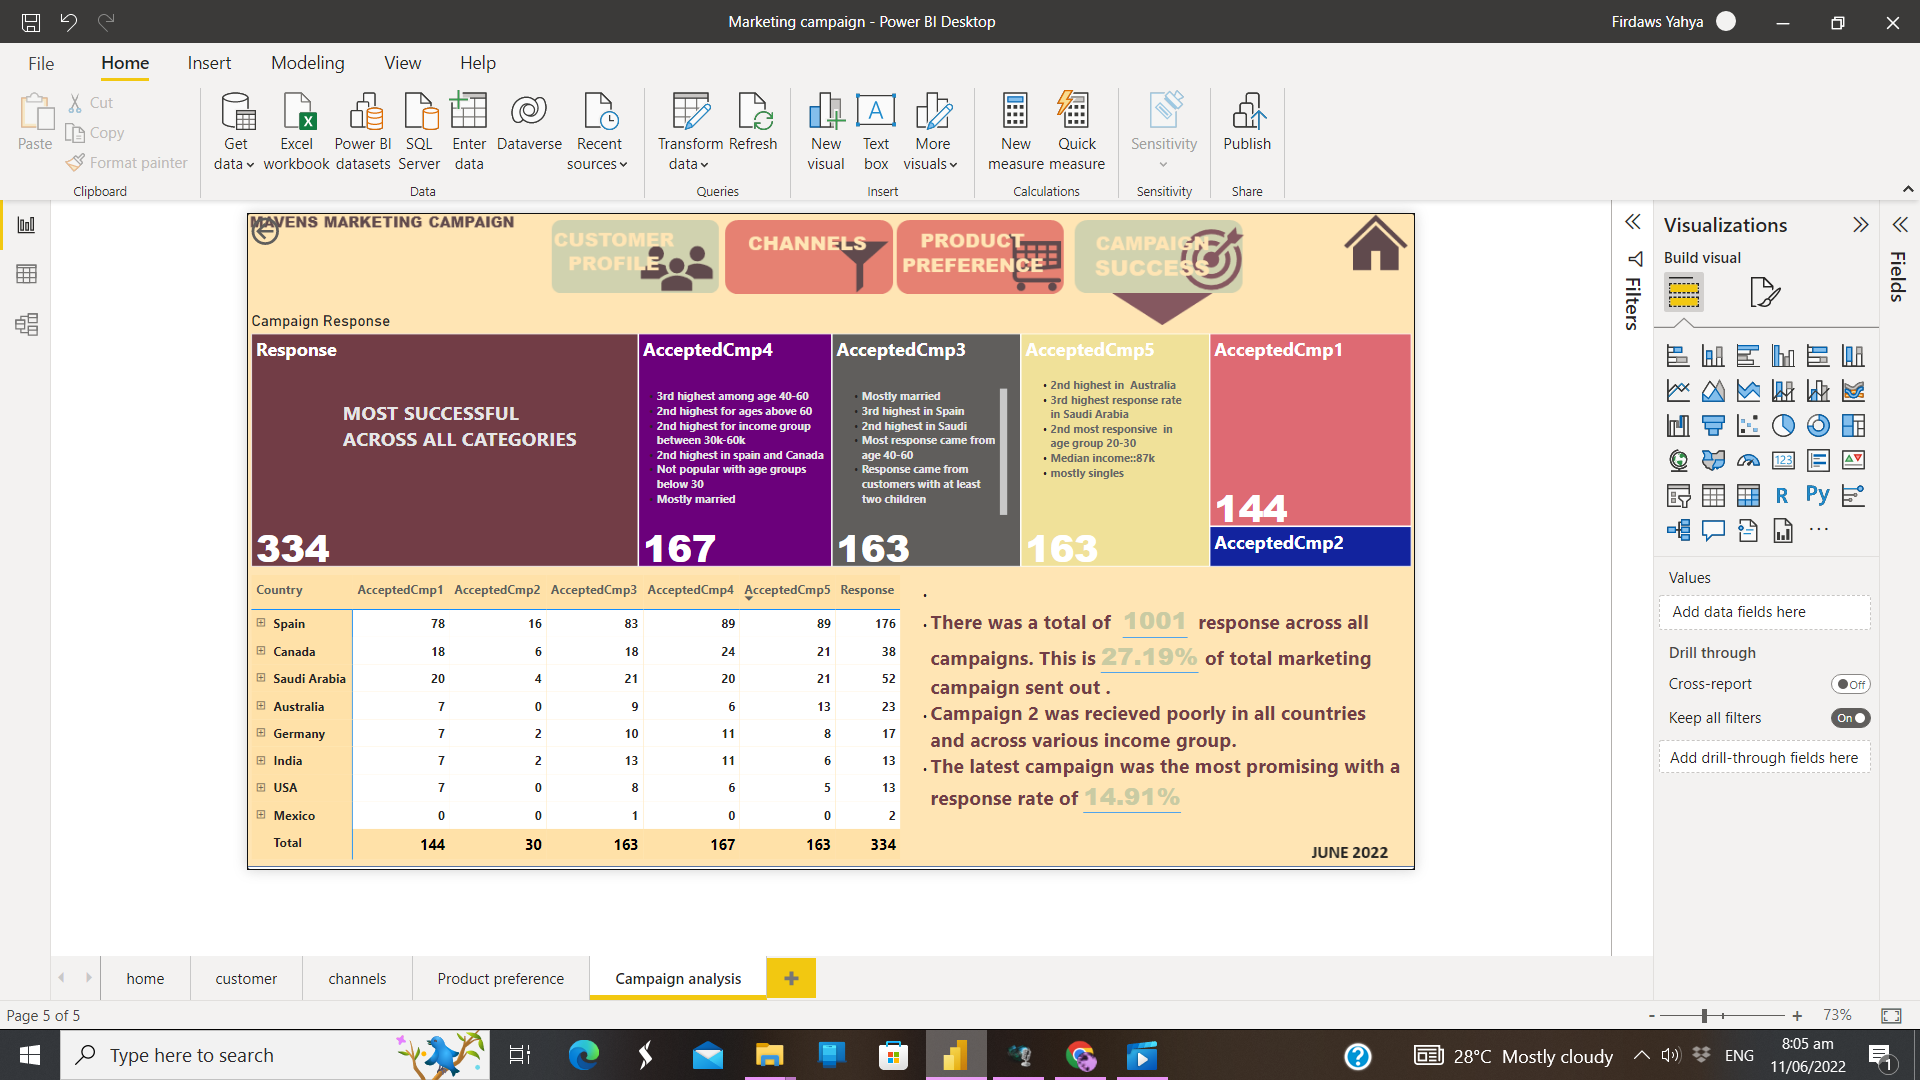 Marketing campaign - Power BI Desktop
Firdaws Yahya
File
Home
Insert
Modeling
View
Help
Paste
Cut
Copy
Format painter
Clipboard
Get data
Excel workbook
Power BI datasets
SQL Server
Enter data
Dataverse
Recent sources
Data
Transform data
Refresh
Queries
New visual
Text box
More visuals
Insert
New measure
Quick measure
Calculations
Sensitivity
Sensitivity
Publish
Share
MAVENS MARKETING CAMPAIGN
CUSTOMER
PROFILE
CHANNELS
PRODUCT
PREFERENCE
CAMPAIGN
SUCCESS
Campaign Response
Response
MOST SUCCESSFUL
ACROSS ALL CATEGORIES
334
AcceptedCmp4
3rd highest among age 40-60
2nd highest for ages above 60
2nd highest for income group
between 30k-60k
2nd highest in spain and Canada
Not popular with age groups
below 30
Mostly married
167
AcceptedCmp3
• Mostly married
• 3rd highest in Spain
• 2nd highest in Saudi
• Most response came from
age 40-60
• Response came from
customers with at least
two children
163
AcceptedCmp5
• 2nd highest in Australia
• 3rd highest response rate
in Saudi Arabia
• 2nd most responsive in
age group 20-30
• Median income::87k
• mostly singles
163
AcceptedCmp1
144
AcceptedCmp2
Country AcceptedCmp1 AcceptedCmp2 AcceptedCmp3 AcceptedCmp4 AcceptedCmp5 Response
Spain 78 16 83 89 89 176
Canada 18 6 18 24 21 38
Saudi Arabia 20 4 21 20 21 52
Australia 7 0 9 6 13 23
Germany 7 2 10 11 8 17
India 7 2 13 11 6 13
USA 7 0 8 6 5 13
Mexico 0 0 1 0 0 2
Total 144 30 163 167 163 334
•
• There was a total of 1001 response across all
campaigns. This is 27.19% of total marketing
campaign sent out .
• Campaign 2 was recieved poorly in all countries
and across various income group.
• The latest campaign was the most promising with a
response rate of 14.91%
JUNE 2022
Filters
Visualizations
Build visual
123
R
Py
...
Values
Add data fields here
Drill through
Cross-report
Off
Keep all filters
On
Add drill-through fields here
Fields
home
customer
channels
Product preference
Campaign analysis
+
Page 5 of 5
- + 73%
Type here to search
28°C Mostly cloudy
ENG
8:05 am
11/06/2022
1